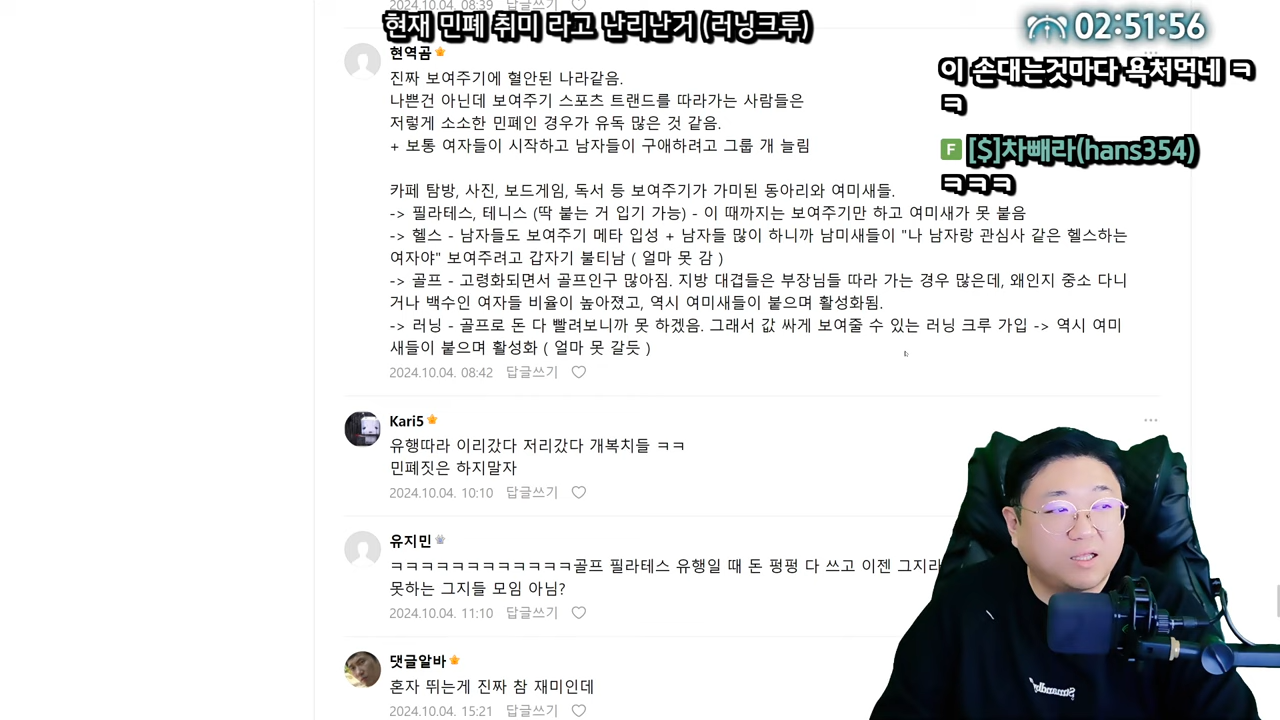 2024.10.04. 08:39 답글쓰기
현재 민폐 취미 라고 난리난거 (러닝크루)
02:51:56
이 손대는것마다 욕처먹네 ㅋ
ㅋ
F [$]차빼라(hans354)
ㅋㅋㅋ
현역곰
진짜 보여주기에 혈안된 나라같음.
나쁜건 아닌데 보여주기 스포츠 트랜드를 따라가는 사람들은
저렇게 소소한 민폐인 경우가 유독 많은 것 같음.
+ 보통 여자들이 시작하고 남자들이 구애하려고 그룹 개 늘림
카페 탐방, 사진, 보드게임, 독서 등 보여주기가 가미된 동아리와 여미새들.
-> 필라테스, 테니스 (딱 붙는 거 입기 가능) - 이 때까지는 보여주기만 하고 여미새가 못 붙음
-> 헬스 - 남자들도 보여주기 메타 입성 + 남자들 많이 하니까 남미새들이 "나 남자랑 관심사 같은 헬스하는
여자야" 보여주려고 갑자기 불티남 ( 얼마 못 감 )
-> 골프 - 고령화되면서 골프인구 많아짐. 지방 대겹들은 부장님들 따라 가는 경우 많은데, 왜인지 중소 다니
거나 백수인 여자들 비율이 높아졌고, 역시 여미새들이 붙으며 활성화됨.
-> 러닝 - 골프로 돈 다 빨려보니까 못 하겠음. 그래서 값 싸게 보여줄 수 있는 러닝 크루 가입 -> 역시 여미
새들이 붙으며 활성화 ( 얼마 못 갈듯 )
2024.10.04. 08:42 답글쓰기
Kari5
유행따라 이리갔다 저리갔다 개복치들 ㅋㅋ
민폐짓은 하지말자
2024.10.04. 10:10 답글쓰기
유지민
ㅋㅋㅋㅋㅋㅋㅋㅋㅋㅋㅋㅋ골프 필라테스 유행일 때 돈 펑펑 다 쓰고 이젠 그지라
못하는 그지들 모임 아님?
2024.10.04. 11:10 답글쓰기
댓글알바
혼자 뛰는게 진짜 참 재미인데
2024.10.04. 15:21 답글쓰기